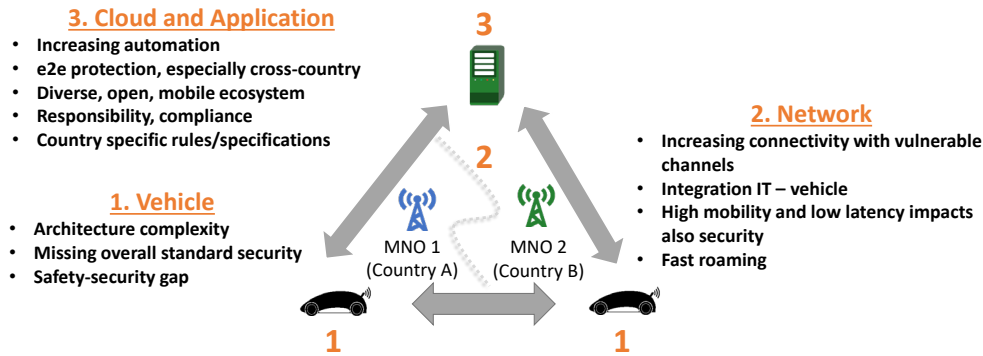 3. Cloud and Application
• Increasing automation
• e2e protection, especially cross-country
• Diverse, open, mobile ecosystem
• Responsibility, compliance
• Country specific rules/specifications
3
2. Network
• Increasing connectivity with vulnerable
channels
• Integration IT – vehicle
• High mobility and low latency impacts
also security
• Fast roaming
2
1. Vehicle
• Architecture complexity
• Missing overall standard security
• Safety-security gap
MNO 1
(Country A)
MNO 2
(Country B)
1
1